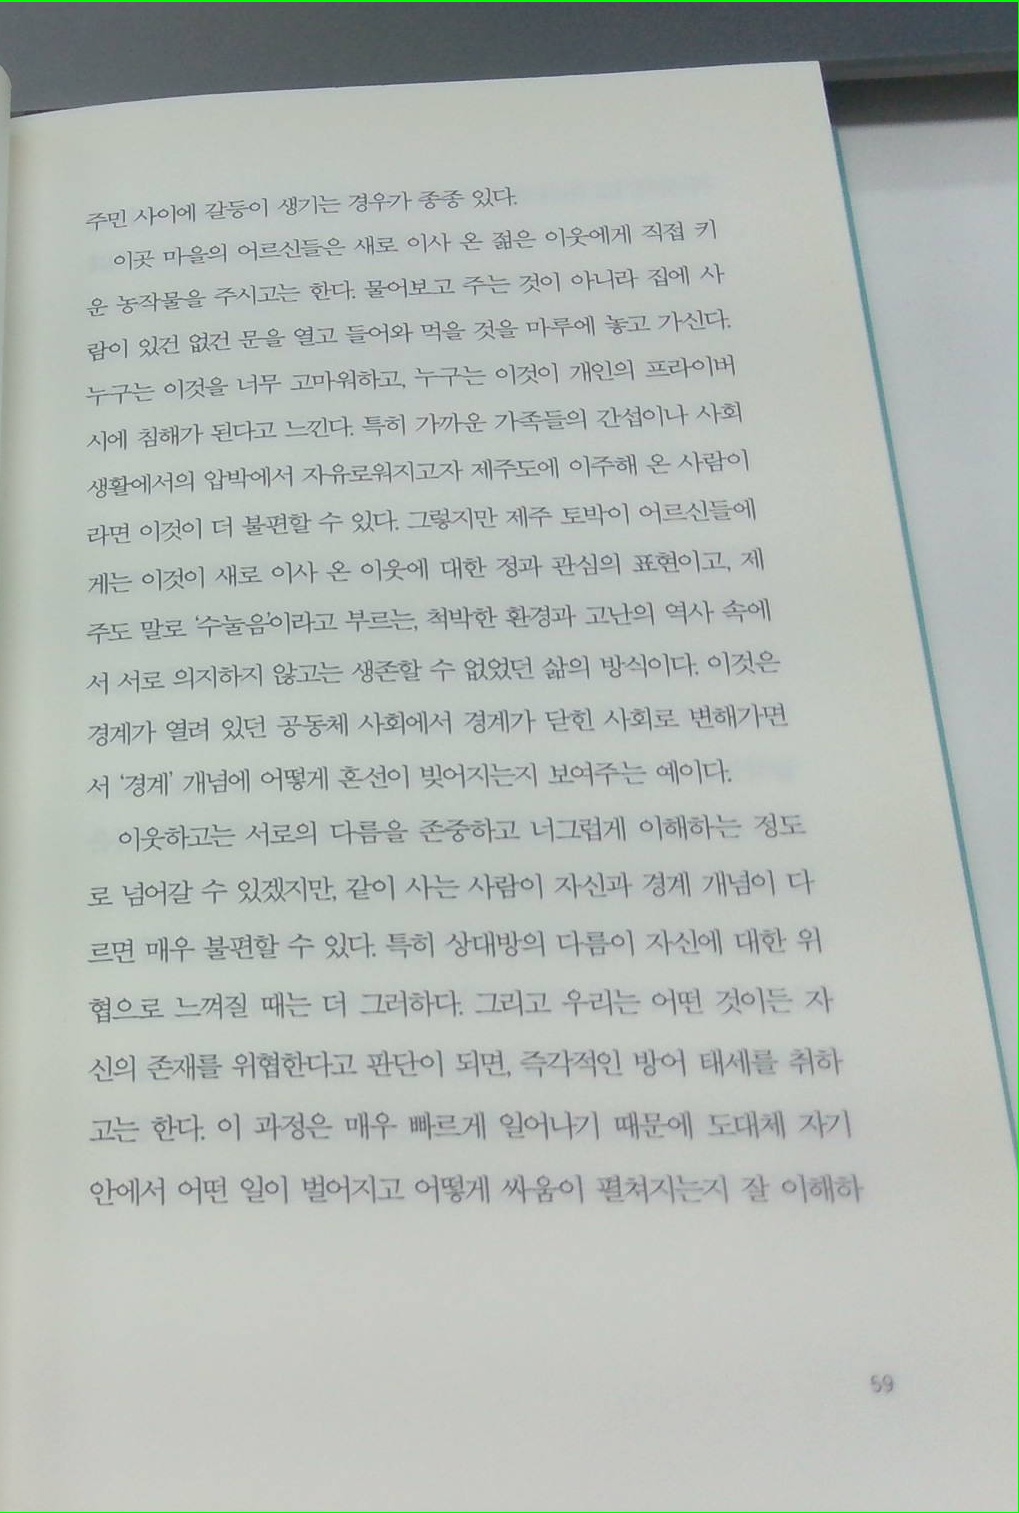 주민 사이에 갈등이 생기는 경우가 종종 있다.
이곳 마을의 어르신들은 새로 이사 온 젊은 이웃에게 직접 키
운 농작물을 주시고는 한다. 물어보고 주는 것이 아니라 집에 사
람이 있건 없건 문을 열고 들어와 먹을 것을 마루에 놓고 가신다.
누구는 이것을 너무 고마워하고, 누구는 이것이 개인의 프라이버
시에 침해가 된다고 느낀다. 특히 가까운 가족들의 간섭이나 사회
생활에서의 압박에서 자유로워지고자 제주도에 이주해 온 사람이
라면 이것이 더 불편할 수 있다. 그렇지만 제주 토박이 어르신들에
게는 이것이 새로 이사 온 이웃에 대한 정과 관심의 표현이고, 제
주도 말로 ‘수눌음’이라고 부르는, 척박한 환경과 고난의 역사 속에
서 서로 의지하지 않고는 생존할 수 없었던 삶의 방식이다. 이것은
경계가 열려 있던 공동체 사회에서 경계가 닫힌 사회로 변해가면
서 ‘경계’ 개념에 어떻게 혼선이 빚어지는지 보여주는 예이다.
이웃하고는 서로의 다름을 존중하고 너그럽게 이해하는 정도
로 넘어갈 수 있겠지만, 같이 사는 사람이 자신과 경계 개념이 다
르면 매우 불편할 수 있다. 특히 상대방의 다름이 자신에 대한 위
협으로 느껴질 때는 더 그러하다. 그리고 우리는 어떤 것이든 자
신의 존재를 위협한다고 판단이 되면, 즉각적인 방어 태세를 취하
고는 한다. 이 과정은 매우 빠르게 일어나기 때문에 도대체 자기
안에서 어떤 일이 벌어지고 어떻게 싸움이 펼쳐지는지 잘 이해하
59